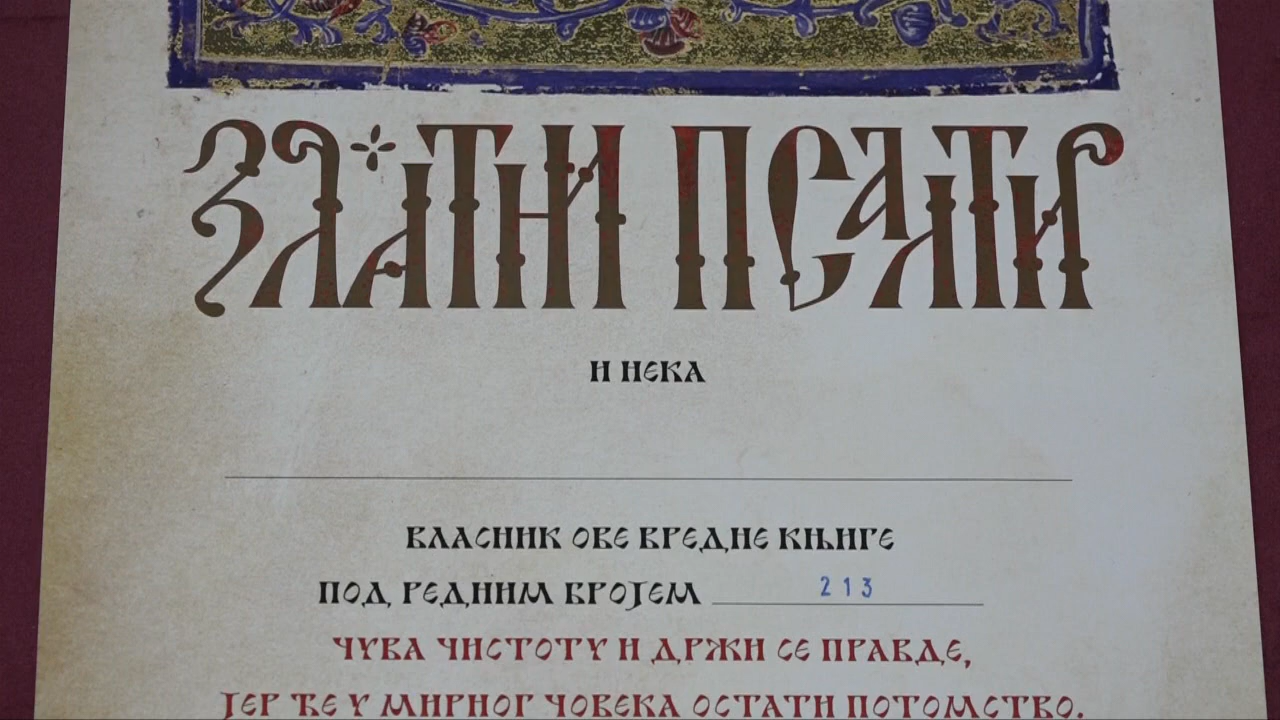 ЗЛАТНИ ПСАЛТИР
И НЕКА
ВЛАСНИК ОВЕ ВРЕДНЕ КЊИГЕ
ПОД РЕДНИМ БРОЈЕМ 213
ЧУВА ЧИСТОТУ И ДРЖИ СЕ ПРАВДЕ,
ЈЕР ЋЕ У МИРНОГ ЧОВЕКА ОСТАТИ ПОТОМСТВО.